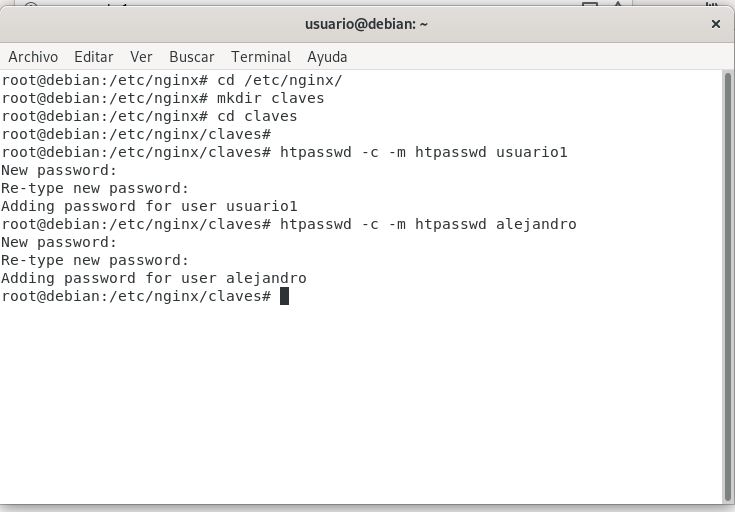 usuario@debian: ~
Archivo Editar Ver Buscar Terminal Ayuda
root@debian:/etc/nginx# cd /etc/nginx/
root@debian:/etc/nginx# mkdir claves
root@debian:/etc/nginx# cd claves
root@debian:/etc/nginx/claves#
root@debian:/etc/nginx/claves# htpasswd -c -m htpasswd usuario1
New password:
Re-type new password:
Adding password for user usuario1
root@debian:/etc/nginx/claves# htpasswd -c -m htpasswd alejandro
New password:
Re-type new password:
Adding password for user alejandro
root@debian:/etc/nginx/claves#